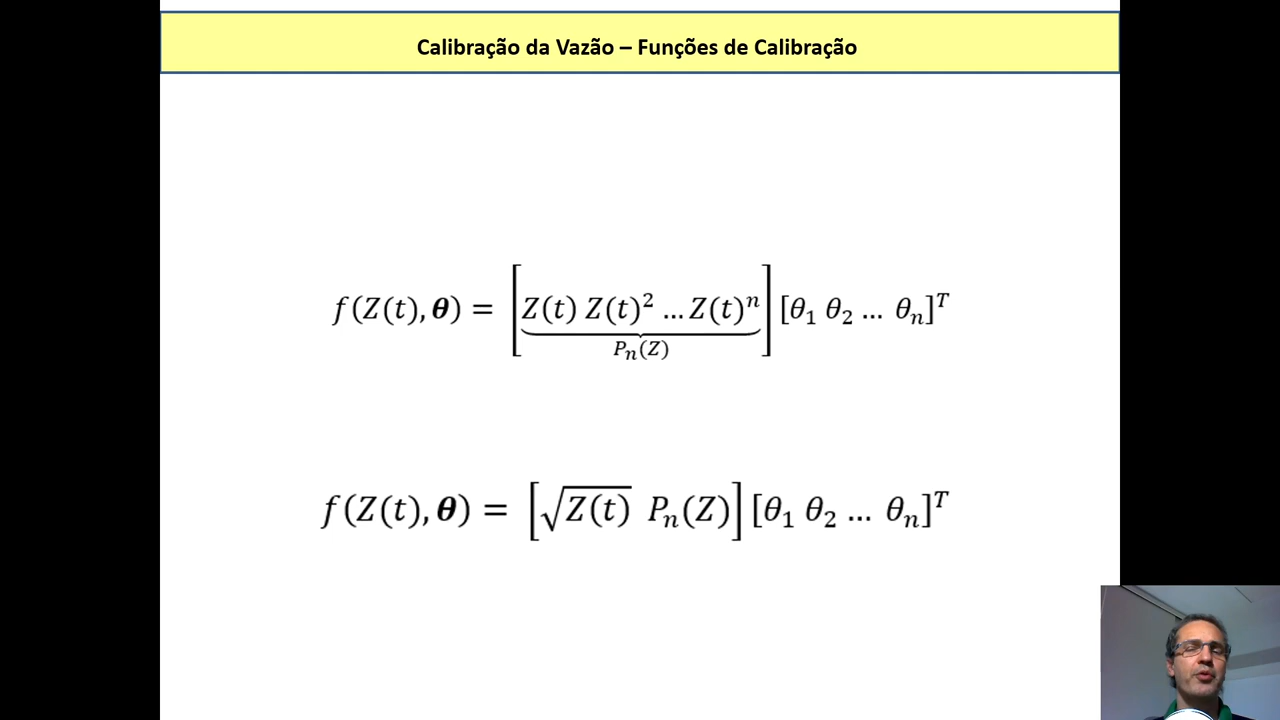 Calibração da Vazão – Funções de Calibração
f(Z(t), θ) = [Z(t) Z(t)² … Z(t)ⁿ] [θ₁ θ₂ … θₙ]ᵀ
Pₙ(Z)
f(Z(t), θ) = [√Z(t) Pₙ(Z)] [θ₁ θ₂ … θₙ]ᵀ